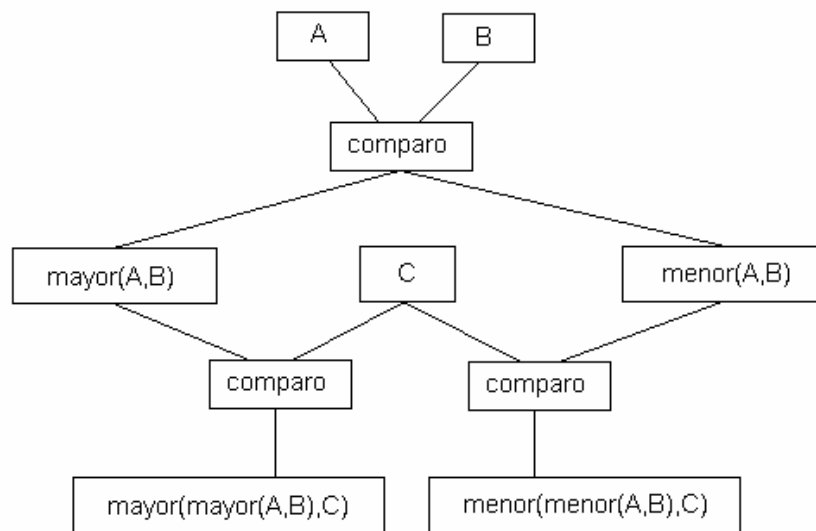 A
B
comparo
mayor(A,B)
C
menor(A,B)
comparo
comparo
mayor(mayor(A,B),C)
menor(menor(A,B),C)